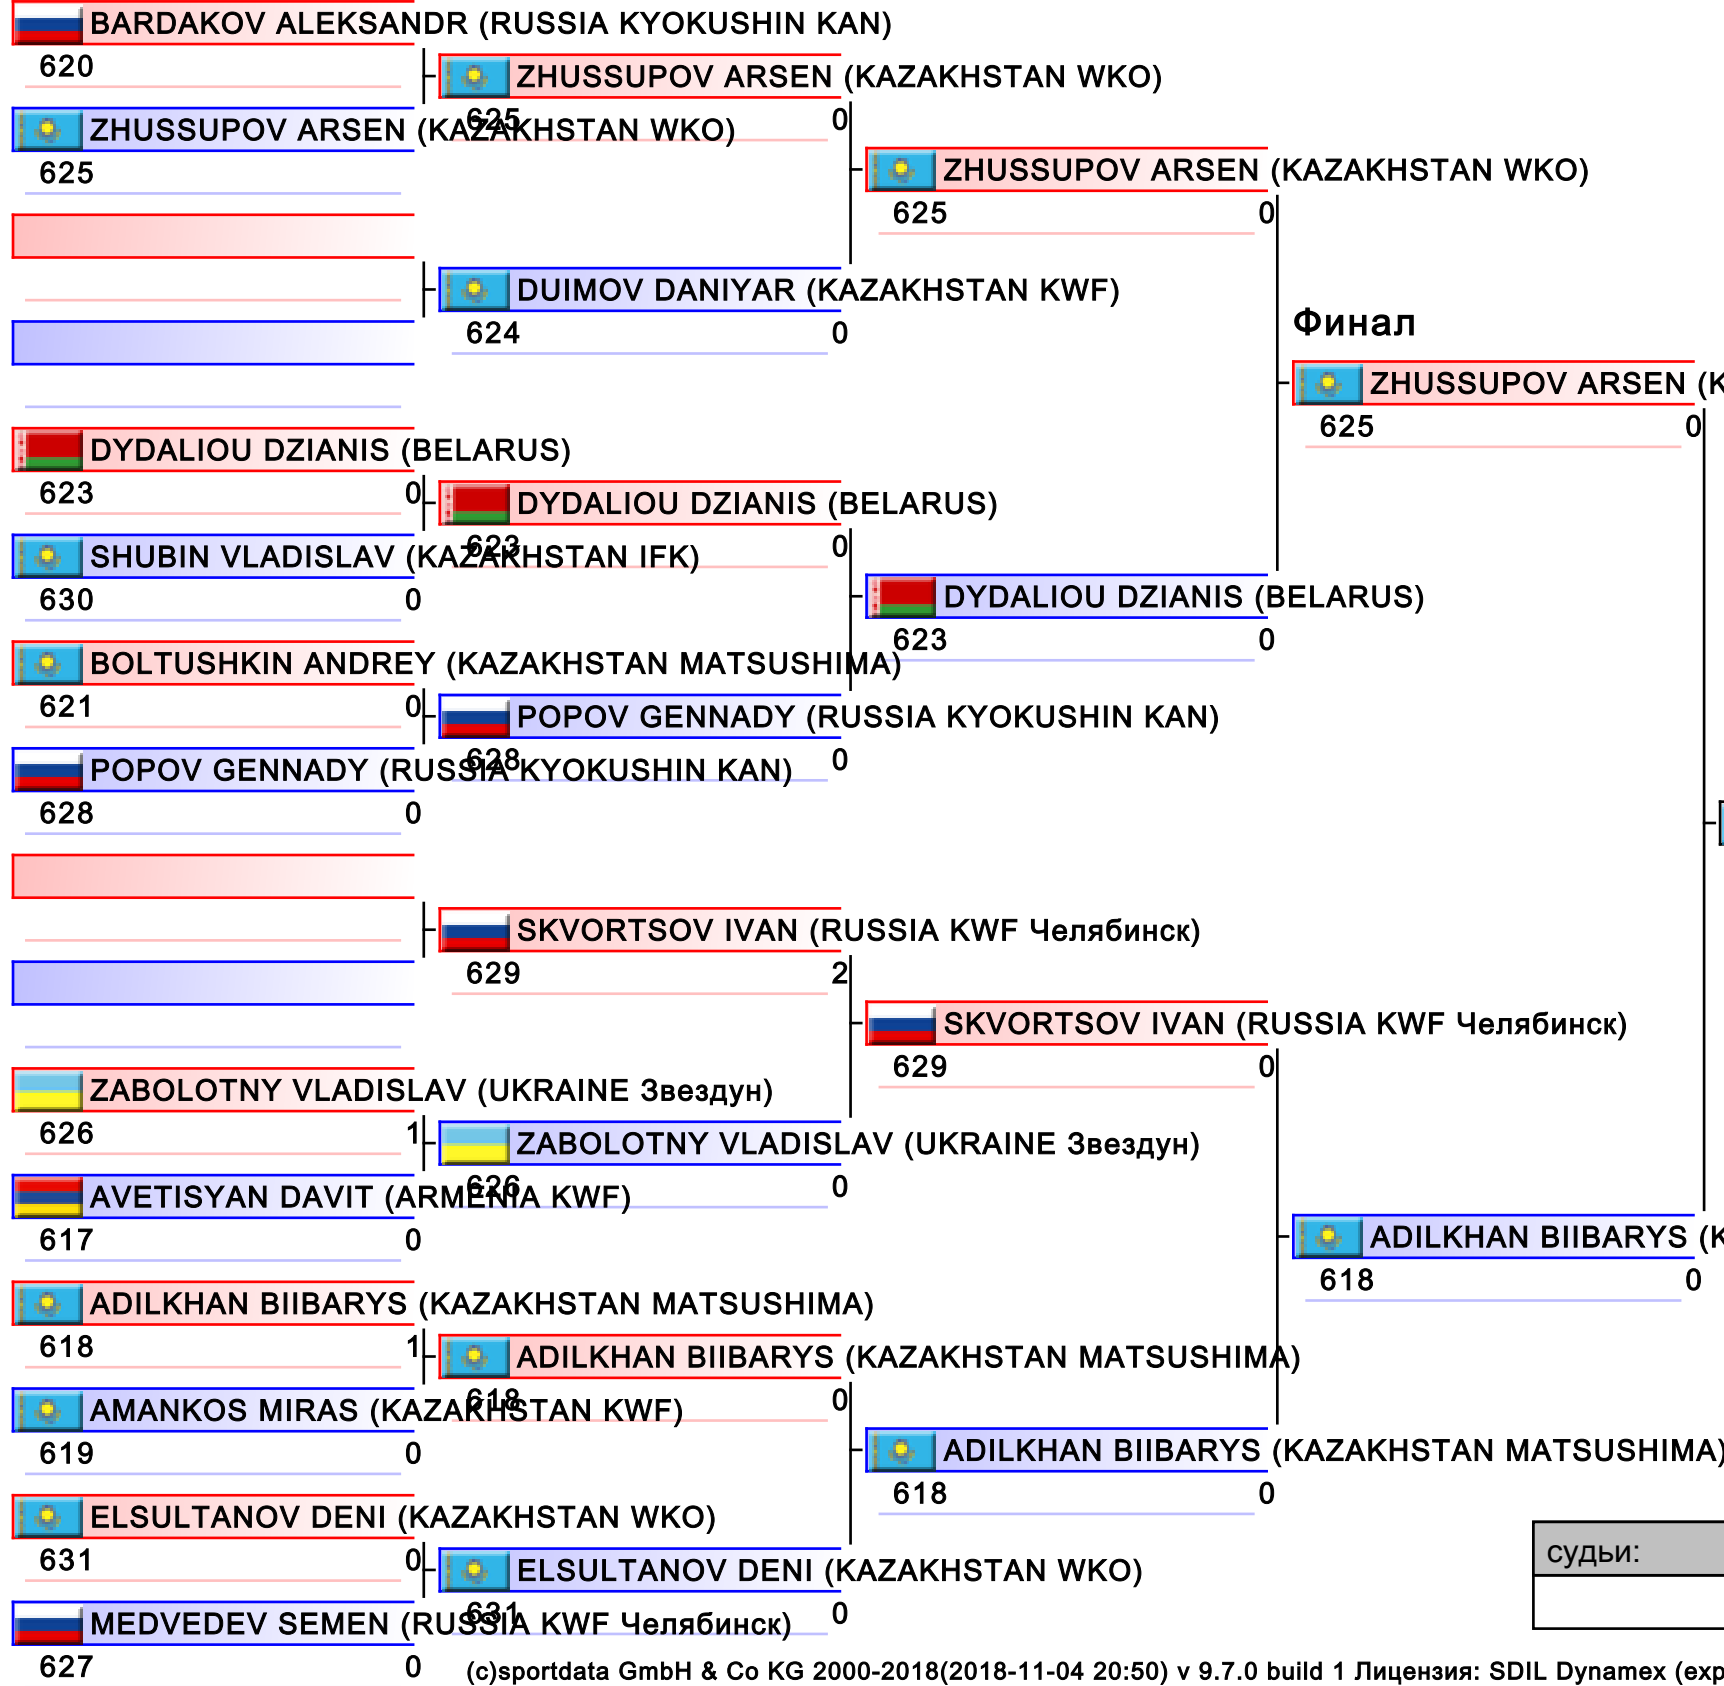 BARDAKOV ALEKSANDR (RUSSIA KYOKUSHIN KAN)
620
ZHUSSUPOV ARSEN (KAZAKHSTAN WKO)
625
DYDALIOU DZIANIS (BELARUS)
623 0
SHUBIN VLADISLAV (KAZAKHSTAN IFK)
630 0
BOLTUSHKIN ANDREY (KAZAKHSTAN MATSUSHIMA)
621 0
POPOV GENNADY (RUSSIA KYOKUSHIN KAN)
628 0
ZABOLOTNY VLADISLAV (UKRAINE Звездун)
626 1
AVETISYAN DAVIT (ARMENIA KWF)
617 0
ADILKHAN BIIBARYS (KAZAKHSTAN MATSUSHIMA)
618 1
AMANKOS MIRAS (KAZAKHSTAN KWF)
619 0
ELSULTANOV DENI (KAZAKHSTAN WKO)
631 0
MEDVEDEV SEMEN (RUSSIA KWF Челябинск)
627 0
ZHUSSUPOV ARSEN (KAZAKHSTAN WKO)
625 0
DUIMOV DANIYAR (KAZAKHSTAN KWF)
624 0
DYDALIOU DZIANIS (BELARUS)
623 0
POPOV GENNADY (RUSSIA KYOKUSHIN KAN)
628 0
SKVORTSOV IVAN (RUSSIA KWF Челябинск)
629 2
ZABOLOTNY VLADISLAV (UKRAINE Звездун)
626 0
ADILKHAN BIIBARYS (KAZAKHSTAN MATSUSHIMA)
618 0
ELSULTANOV DENI (KAZAKHSTAN WKO)
631 0
ZHUSSUPOV ARSEN (KAZAKHSTAN WKO)
625 0
DYDALIOU DZIANIS (BELARUS)
623 0
SKVORTSOV IVAN (RUSSIA KWF Челябинск)
629 0
ADILKHAN BIIBARYS (KAZAKHSTAN MATSUSHIMA)
618 0
Финал
ZHUSSUPOV ARSEN (K
625 0
ADILKHAN BIIBARYS (K
618 0
судьи:
(c)sportdata GmbH & Co KG 2000-2018(2018-11-04 20:50) v 9.7.0 build 1 Лицензия: SDIL Dynamex (exp